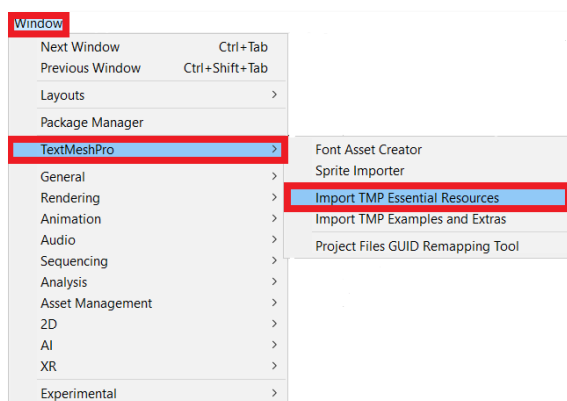 Window
Next Window Ctrl+Tab
Previous Window Ctrl+Shift+Tab
Layouts >
Package Manager
TextMeshPro >
General >
Rendering >
Animation >
Audio >
Sequencing >
Analysis >
Asset Management >
2D >
AI >
XR >
Experimental >
Font Asset Creator
Sprite Importer
Import TMP Essential Resources
Import TMP Examples and Extras
Project Files GUID Remapping Tool